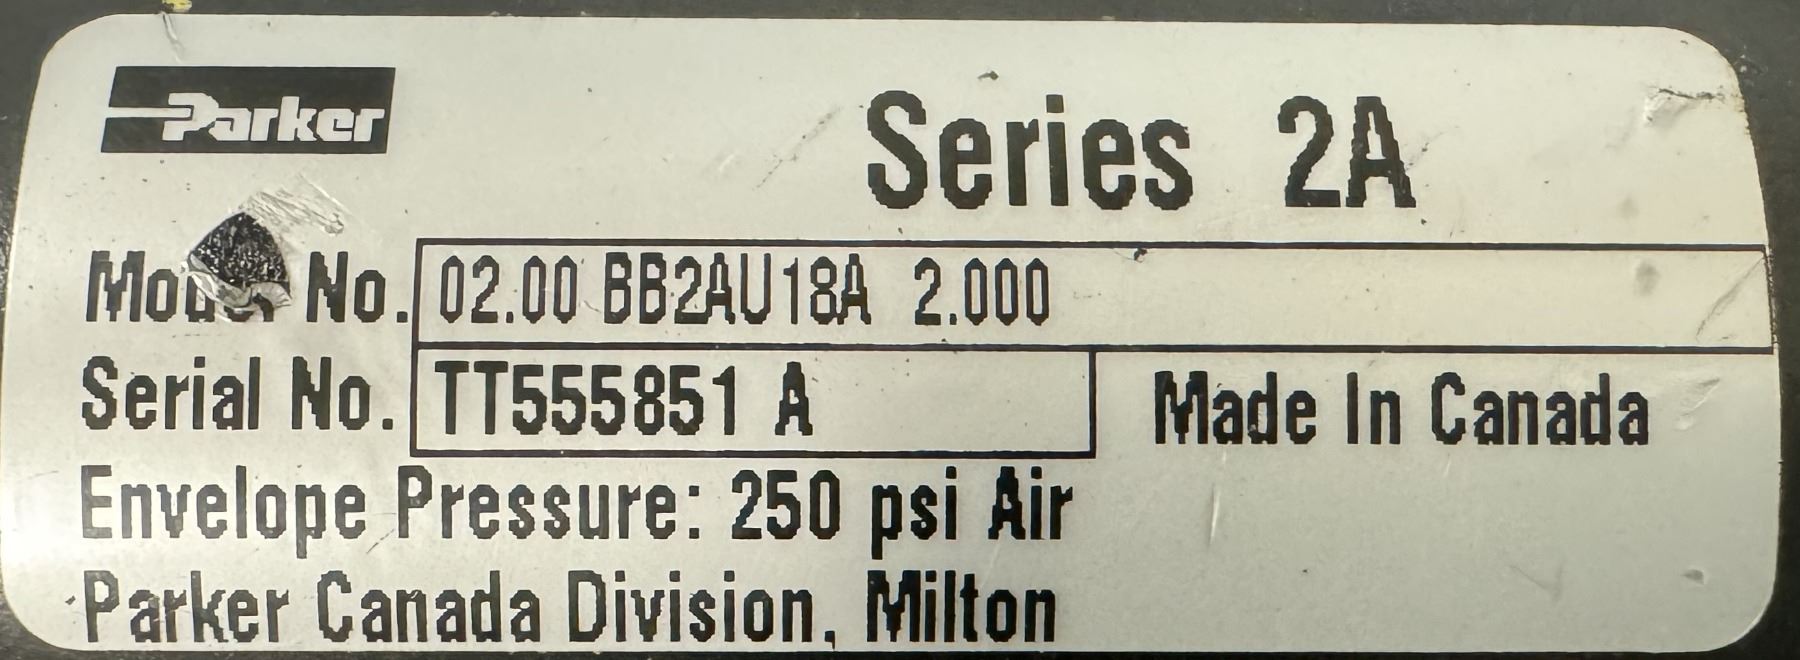 Parker
Series 2A
Model No. 02.00 BB2AU18A 2.000
Serial No. TT555851 A Made In Canada
Envelope Pressure: 250 psi Air
Parker Canada Division, Milton